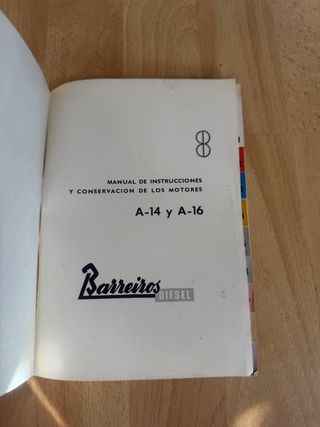 MANUAL DE INSTRUCCIONES
Y CONSERVACION DE LOS MOTORES
A-14 y A-16
Barreiros
DIESEL